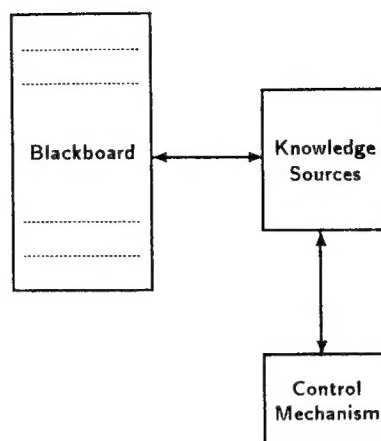 Blackboard
Knowledge
Sources
Control
Mechanism